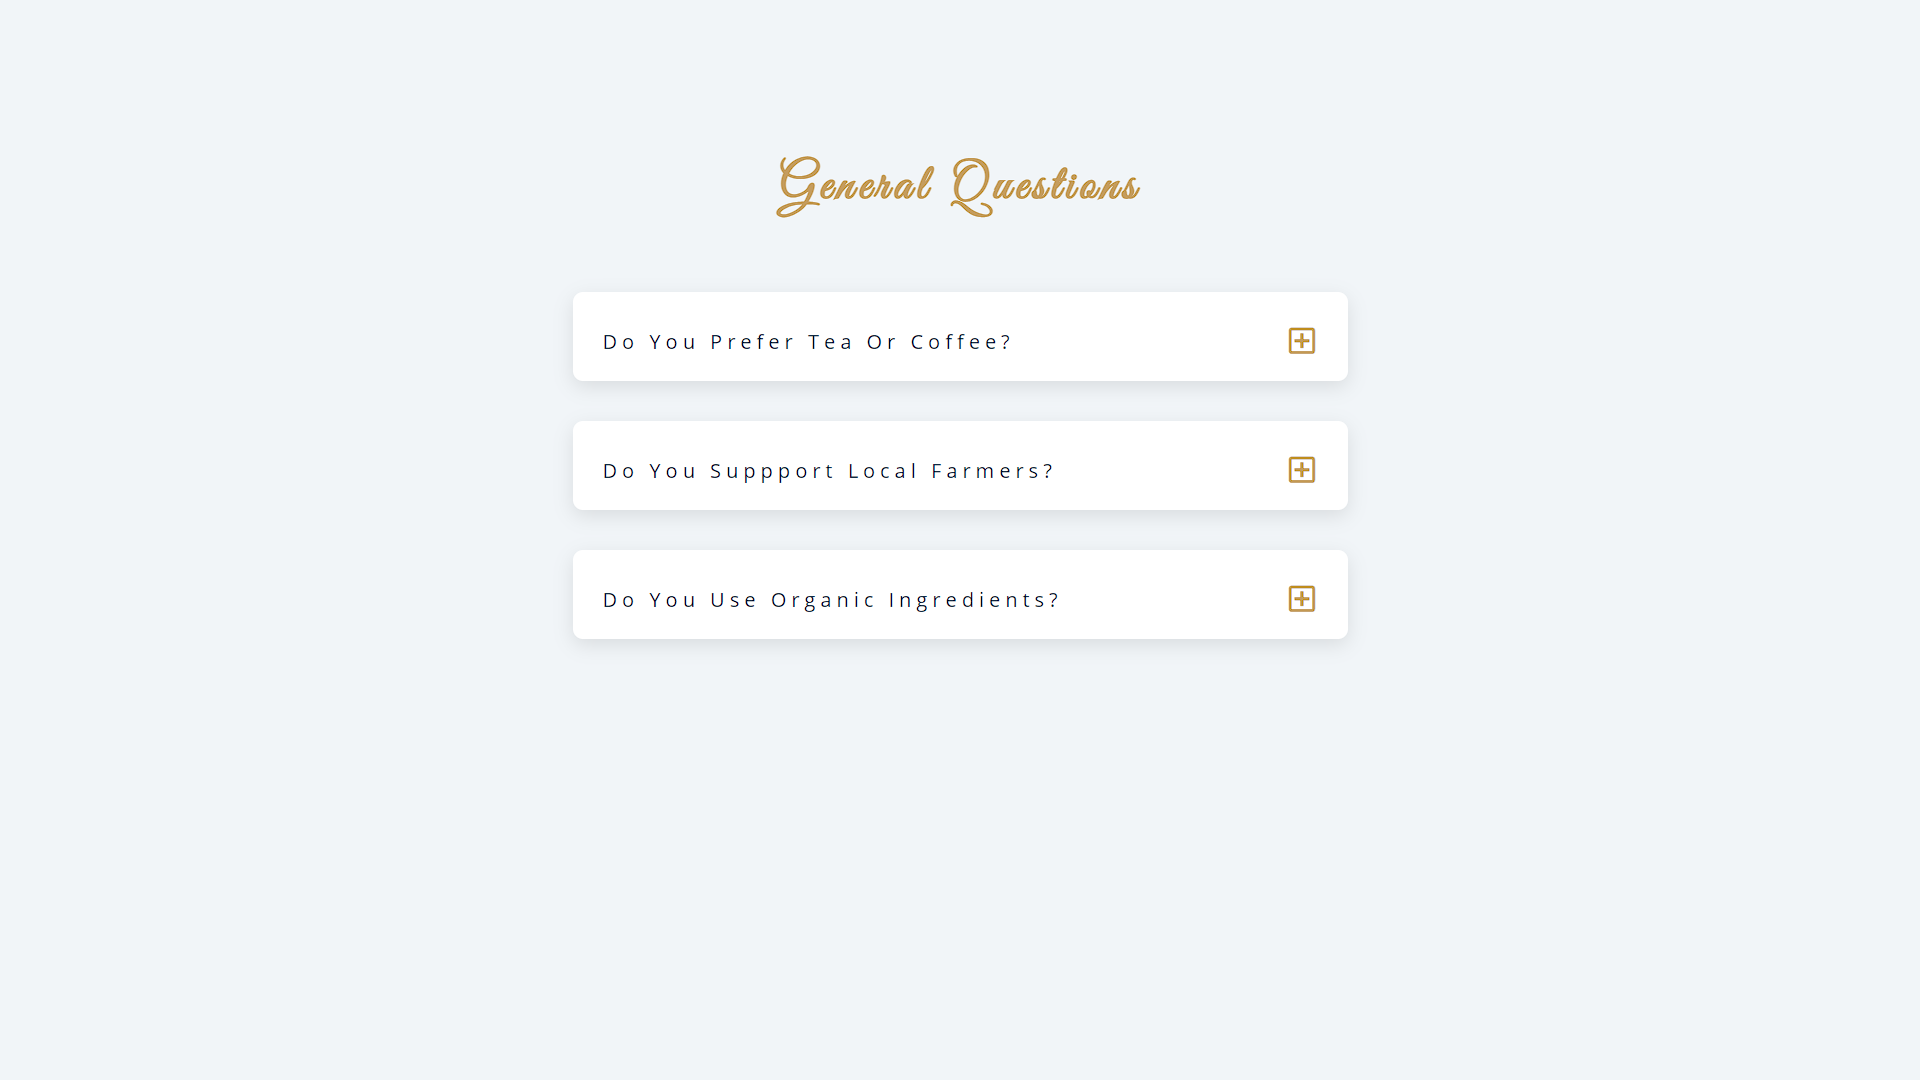 General Questions
Do You Prefer Tea Or Coffee?
Do You Suppport Local Farmers?
Do You Use Organic Ingredients?